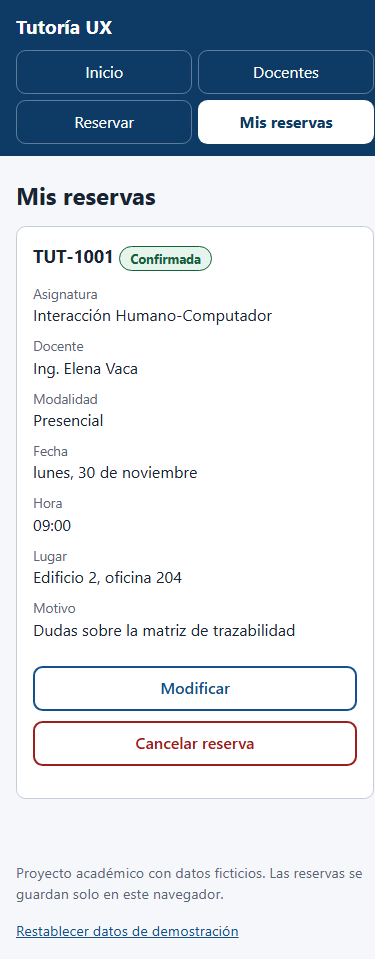 Tutoría UX
Inicio
Docentes
Reservar
Mis reservas
Mis reservas
TUT-1001 Confirmada
Asignatura
Interacción Humano-Computador
Docente
Ing. Elena Vaca
Modalidad
Presencial
Fecha
lunes, 30 de noviembre
Hora
09:00
Lugar
Edificio 2, oficina 204
Motivo
Dudas sobre la matriz de trazabilidad
Modificar
Cancelar reserva
Proyecto académico con datos ficticios. Las reservas se
guardan solo en este navegador.
Restablecer datos de demostración